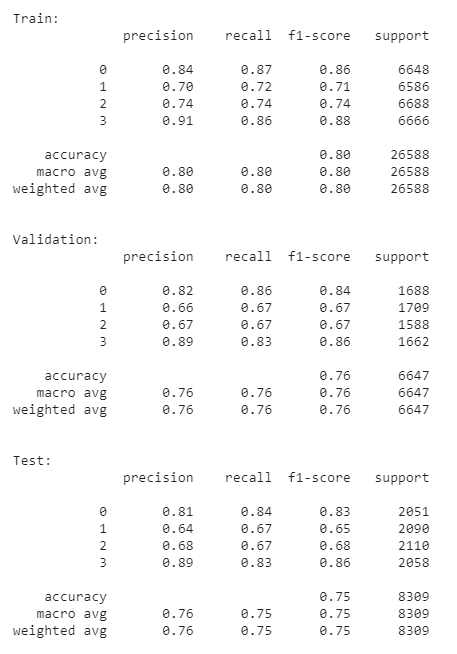 Train:
precision recall f1-score support
0 0.84 0.87 0.86 6648
1 0.70 0.72 0.71 6586
2 0.74 0.74 0.74 6688
3 0.91 0.86 0.88 6666
accuracy 0.80 26588
macro avg 0.80 0.80 0.80 26588
weighted avg 0.80 0.80 0.80 26588
Validation:
precision recall f1-score support
0 0.82 0.86 0.84 1688
1 0.66 0.67 0.67 1709
2 0.67 0.67 0.67 1588
3 0.89 0.83 0.86 1662
accuracy 0.76 6647
macro avg 0.76 0.76 0.76 6647
weighted avg 0.76 0.76 0.76 6647
Test:
precision recall f1-score support
0 0.81 0.84 0.83 2051
1 0.64 0.67 0.65 2090
2 0.68 0.67 0.68 2110
3 0.89 0.83 0.86 2058
accuracy 0.75 8309
macro avg 0.76 0.75 0.75 8309
weighted avg 0.76 0.75 0.75 8309